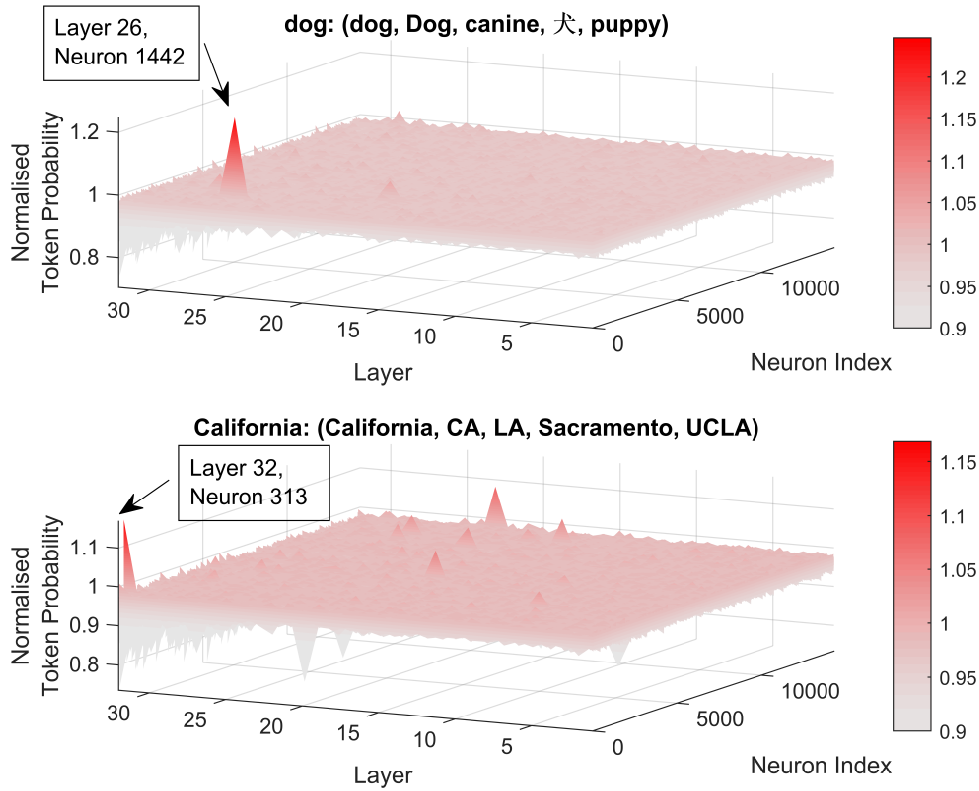 dog: (dog, Dog, canine, 犬, puppy)
Layer 26,
Neuron 1442
Normalised
Token Probability
1.2
1
0.8
30
25
20
15
10
5
Layer
0
5000
10000
Neuron Index
1.2
1.15
1.1
1.05
1
0.95
0.9
California: (California, CA, LA, Sacramento, UCLA)
Layer 32,
Neuron 313
Normalised
Token Probability
1.1
1
0.9
0.8
30
25
20
15
10
5
Layer
0
5000
10000
Neuron Index
1.15
1.1
1.05
1
0.95
0.9